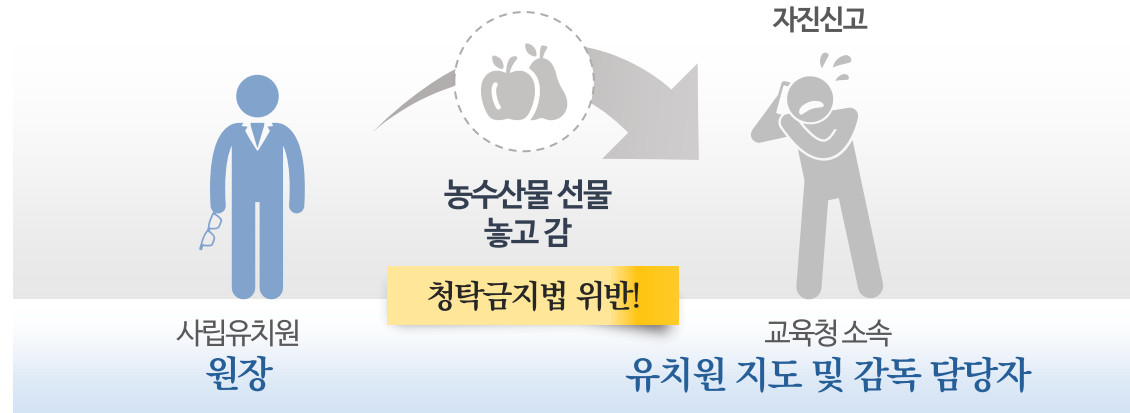 자진신고
농수산물 선물
놓고 감
청탁금지법 위반!
사립유치원
원장
교육청 소속
유치원 지도 및 감독 담당자